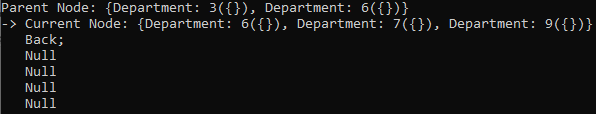 Parent Node: {Department: 3({}), Department: 6({})}
-> Current Node: {Department: 6({}), Department: 7({}), Department: 9({})}
Back;
Null
Null
Null
Null